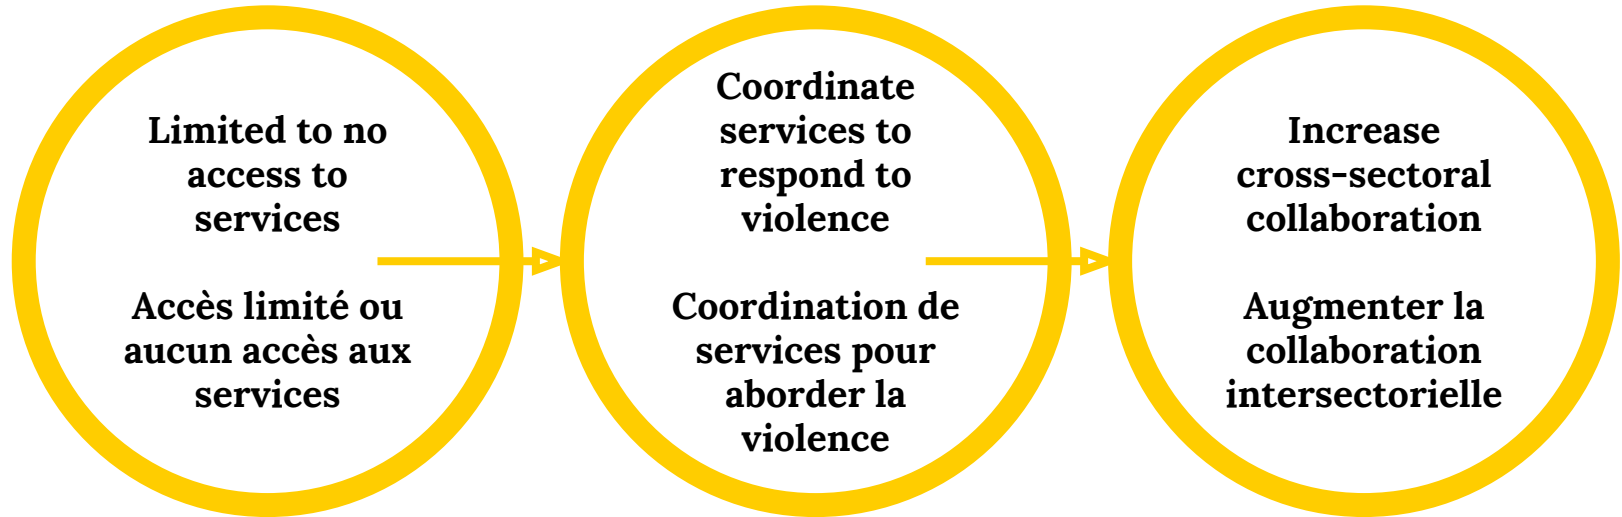 Limited to no
access to
services
Accès limité ou
aucun accès aux
services
Coordinate
services to
respond to
violence
Coordination de
services pour
aborder la
violence
Increase
cross-sectoral
collaboration
Augmenter la
collaboration
intersectorielle